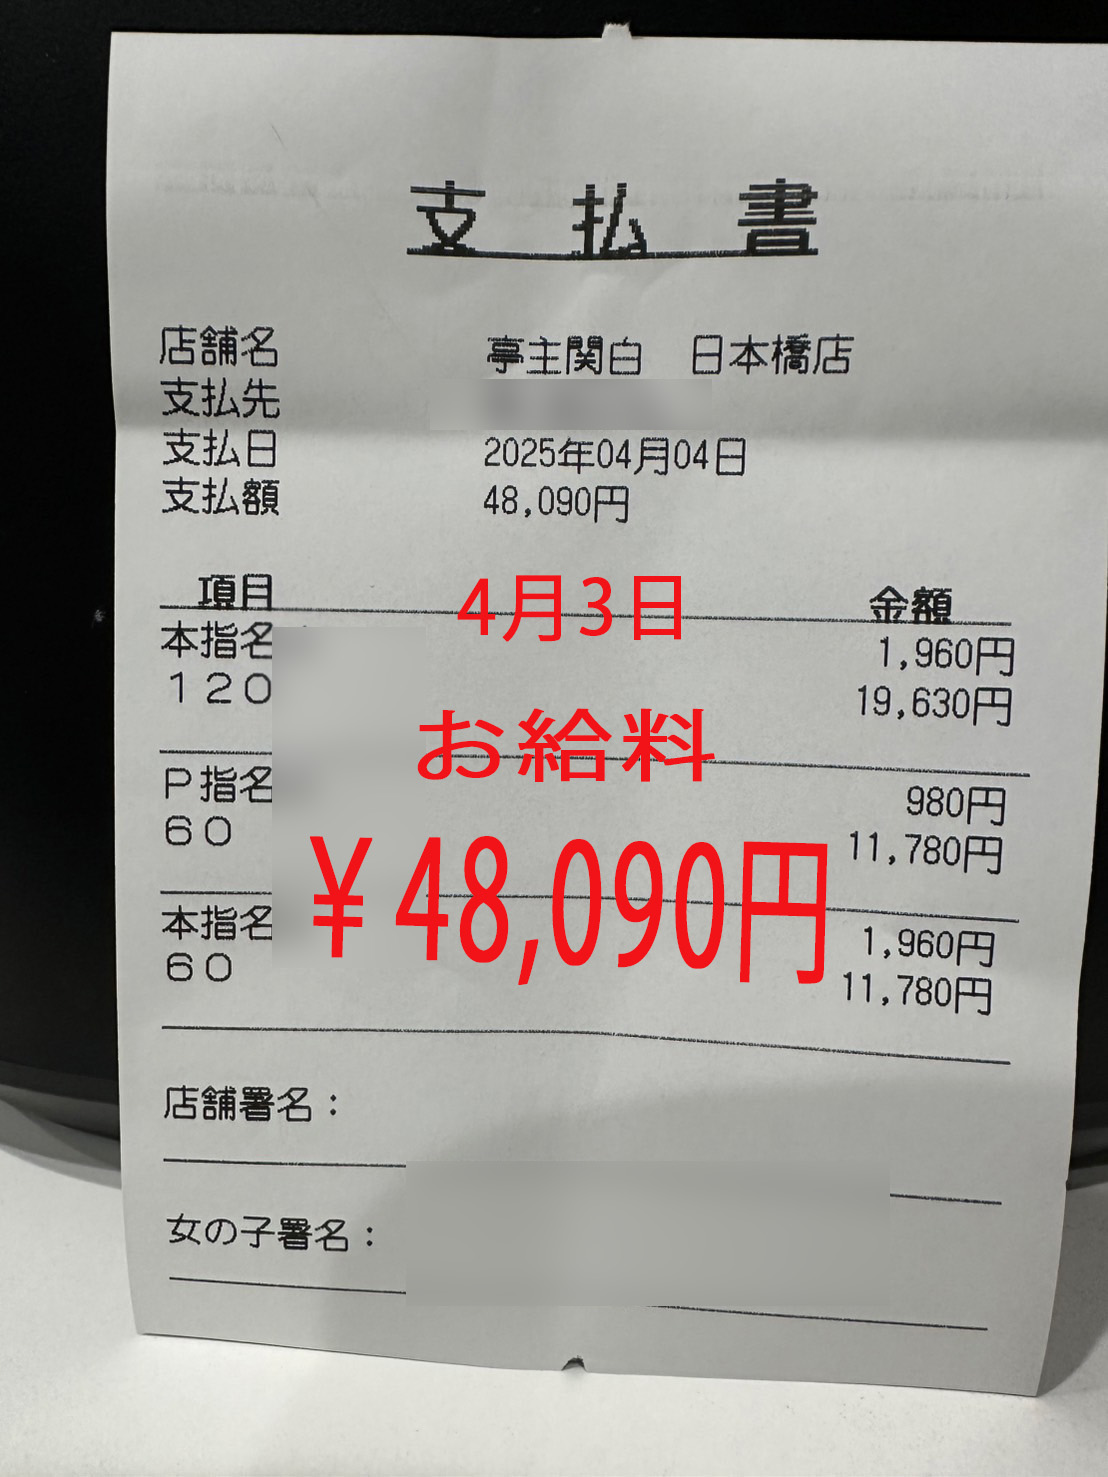 支払書
店舗名 亭主関白 日本橋店
支払先
支払日 2025年04月04日
支払額 48,090円
項目 金額
4月3日
本指名 1,960円
120 19,630円
お給料
P指名 980円
60 11,780円
¥48,090円
本指名 1,960円
60 11,780円
店舗署名：
女の子署名：